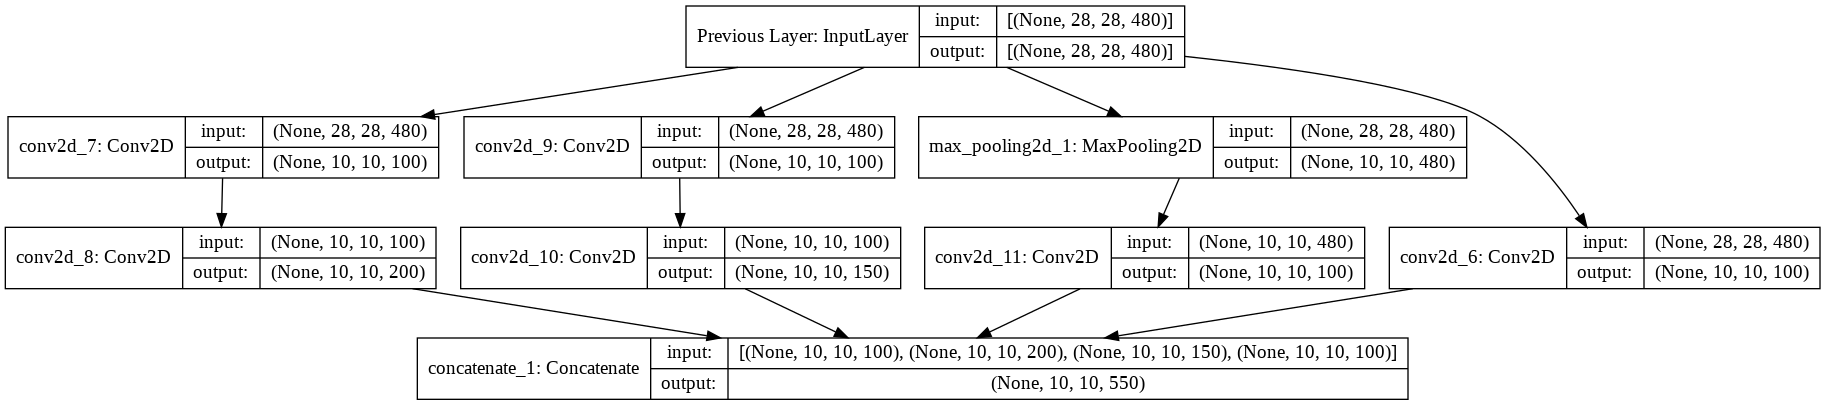 Previous Layer: InputLayer
input: [(None, 28, 28, 480)]
output: [(None, 28, 28, 480)]
conv2d_7: Conv2D
input: (None, 28, 28, 480)
output: (None, 10, 10, 100)
conv2d_9: Conv2D
input: (None, 28, 28, 480)
output: (None, 10, 10, 100)
max_pooling2d_1: MaxPooling2D
input: (None, 28, 28, 480)
output: (None, 10, 10, 480)
conv2d_8: Conv2D
input: (None, 10, 10, 100)
output: (None, 10, 10, 200)
conv2d_10: Conv2D
input: (None, 10, 10, 100)
output: (None, 10, 10, 150)
conv2d_11: Conv2D
input: (None, 10, 10, 480)
output: (None, 10, 10, 100)
conv2d_6: Conv2D
input: (None, 28, 28, 480)
output: (None, 10, 10, 100)
concatenate_1: Concatenate
input: [(None, 10, 10, 100), (None, 10, 10, 200), (None, 10, 10, 150), (None, 10, 10, 100)]
output: (None, 10, 10, 550)